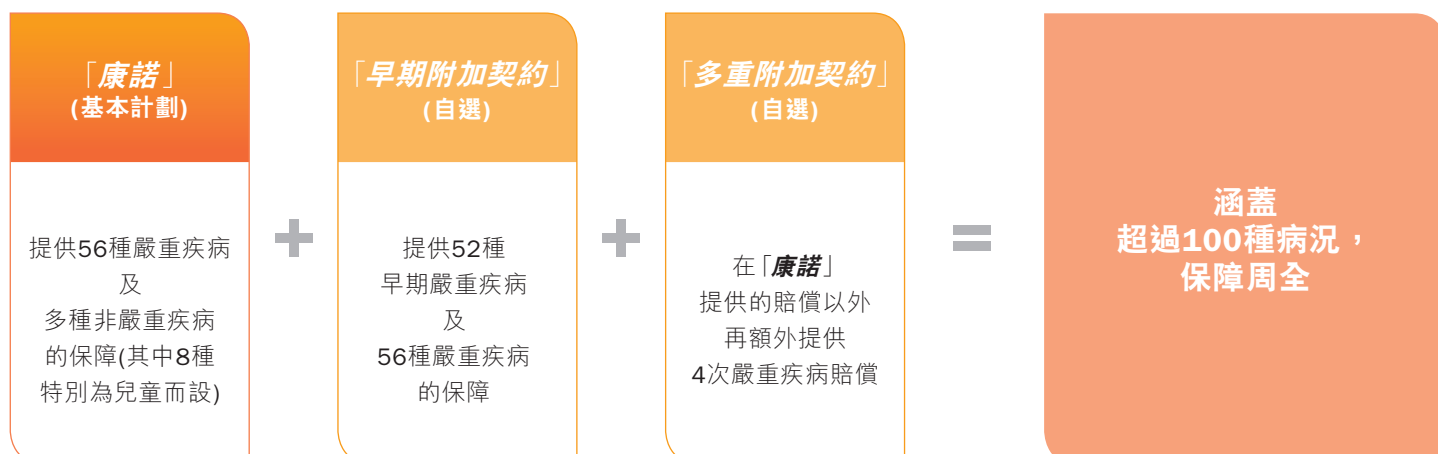 「康諾」
(基本計劃)
提供56種嚴重疾病
及
多種非嚴重疾病
的保障(其中8種
特別為兒童而設)
+
「早期附加契約」
(自選)
提供52種
早期嚴重疾病
及
56種嚴重疾病
的保障
+
「多重附加契約」
(自選)
在「康諾」
提供的賠償以外
再額外提供
4次嚴重疾病賠償
=
涵蓋
超過100種病況，
保障周全